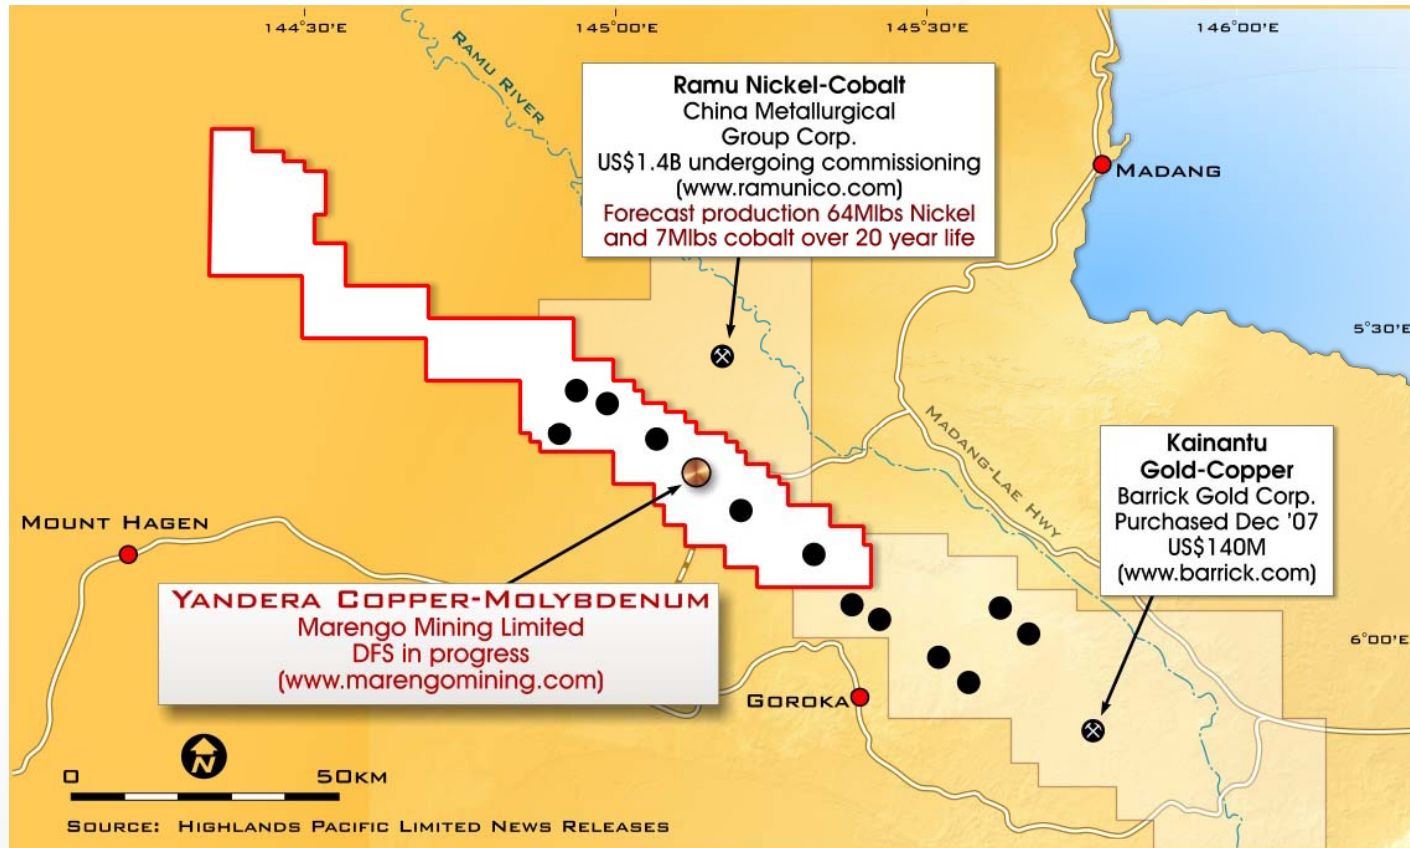 144°30'E
145°00'E
145°30'E
146°00'E
RAMU RIVER
Ramu Nickel-Cobalt
China Metallurgical
Group Corp.
US$1.4B undergoing commissioning
(www.ramunico.com)
Forecast production 64Mlbs Nickel
and 7Mlbs cobalt over 20 year life
MADANG
5°30'E
MADANG-LAE HWY
Kainantu
Gold-Copper
Barrick Gold Corp.
Purchased Dec '07
US$140M
(www.barrick.com)
MOUNT HAGEN
YANDERA COPPER-MOLYBDENUM
Marengo Mining Limited
DFS in progress
(www.marengomining.com)
6°00'E
GOROKA
N
0 50KM
SOURCE: HIGHLANDS PACIFIC LIMITED NEWS RELEASES